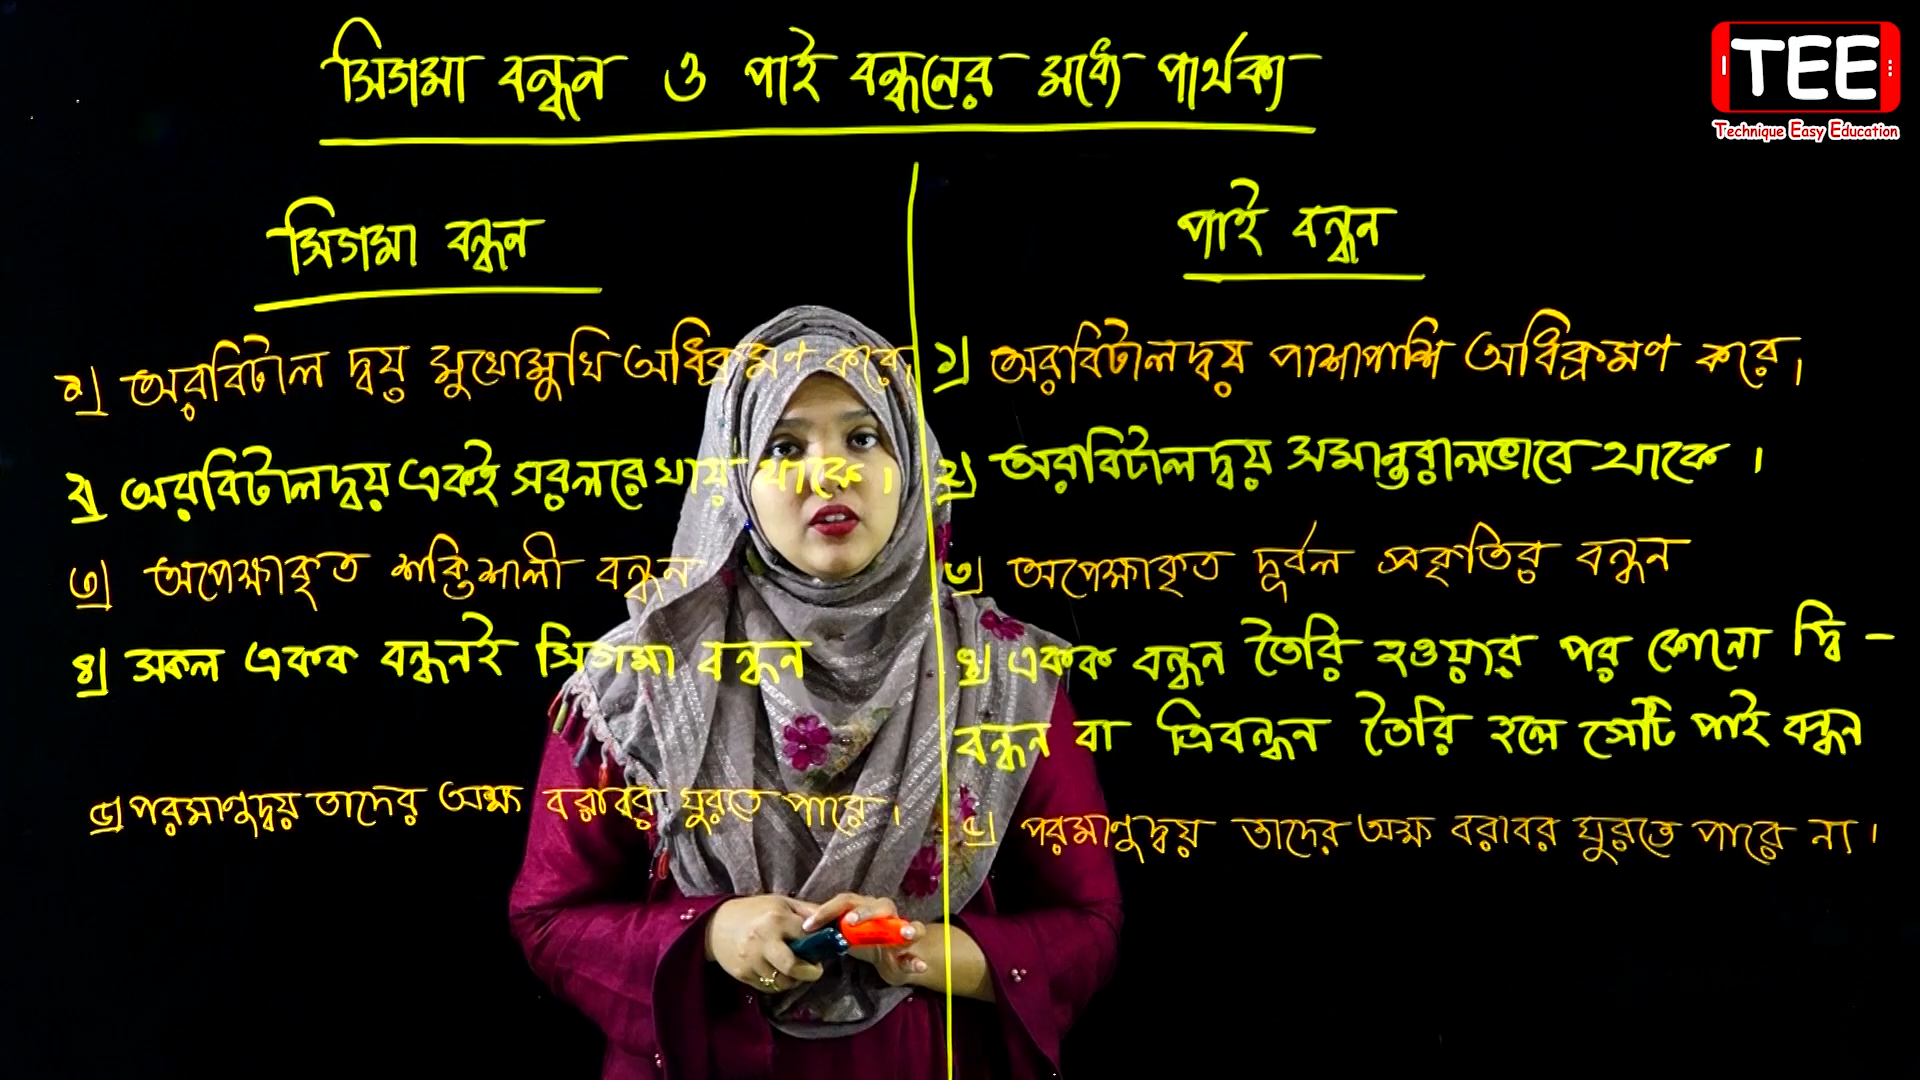 সিগমা বন্ধন ও পাই বন্ধনের মধ্যে পার্থক্য
TEE
Technique Easy Education
সিগমা বন্ধন
১) অরবিটাল দ্বয় মুখোমুখি অধিক্রমণ করে।
২) অরবিটালদ্বয় একই সরলরেখায় থাকে।
৩) অপেক্ষাকৃত শক্তিশালী বন্ধন
৪) সকল একক বন্ধনই সিগমা বন্ধন
৫) পরমাণুদ্বয় তাদের অক্ষ বরাবর ঘুরতে পারে।
পাই বন্ধন
১) অরবিটালদ্বয় পাশাপাশি অধিক্রমণ করে।
২) অরবিটালদ্বয় সমান্তরালভাবে থাকে।
৩) অপেক্ষাকৃত দূর্বল প্রকৃতির বন্ধন
৪) একক বন্ধন তৈরি হওয়ার পর কোনো দ্বি -
বন্ধন বা ত্রিবন্ধন তৈরি হলে সেটি পাই বন্ধন
৫) পরমাণুদ্বয় তাদের অক্ষ বরাবর ঘুরতে পারে না।